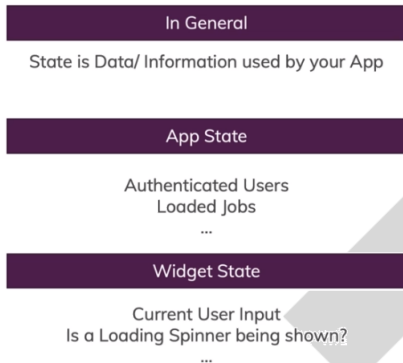 In General
State is Data/ Information used by your App
App State
Authenticated Users
Loaded Jobs
...
Widget State
Current User Input
Is a Loading Spinner being shown?
...